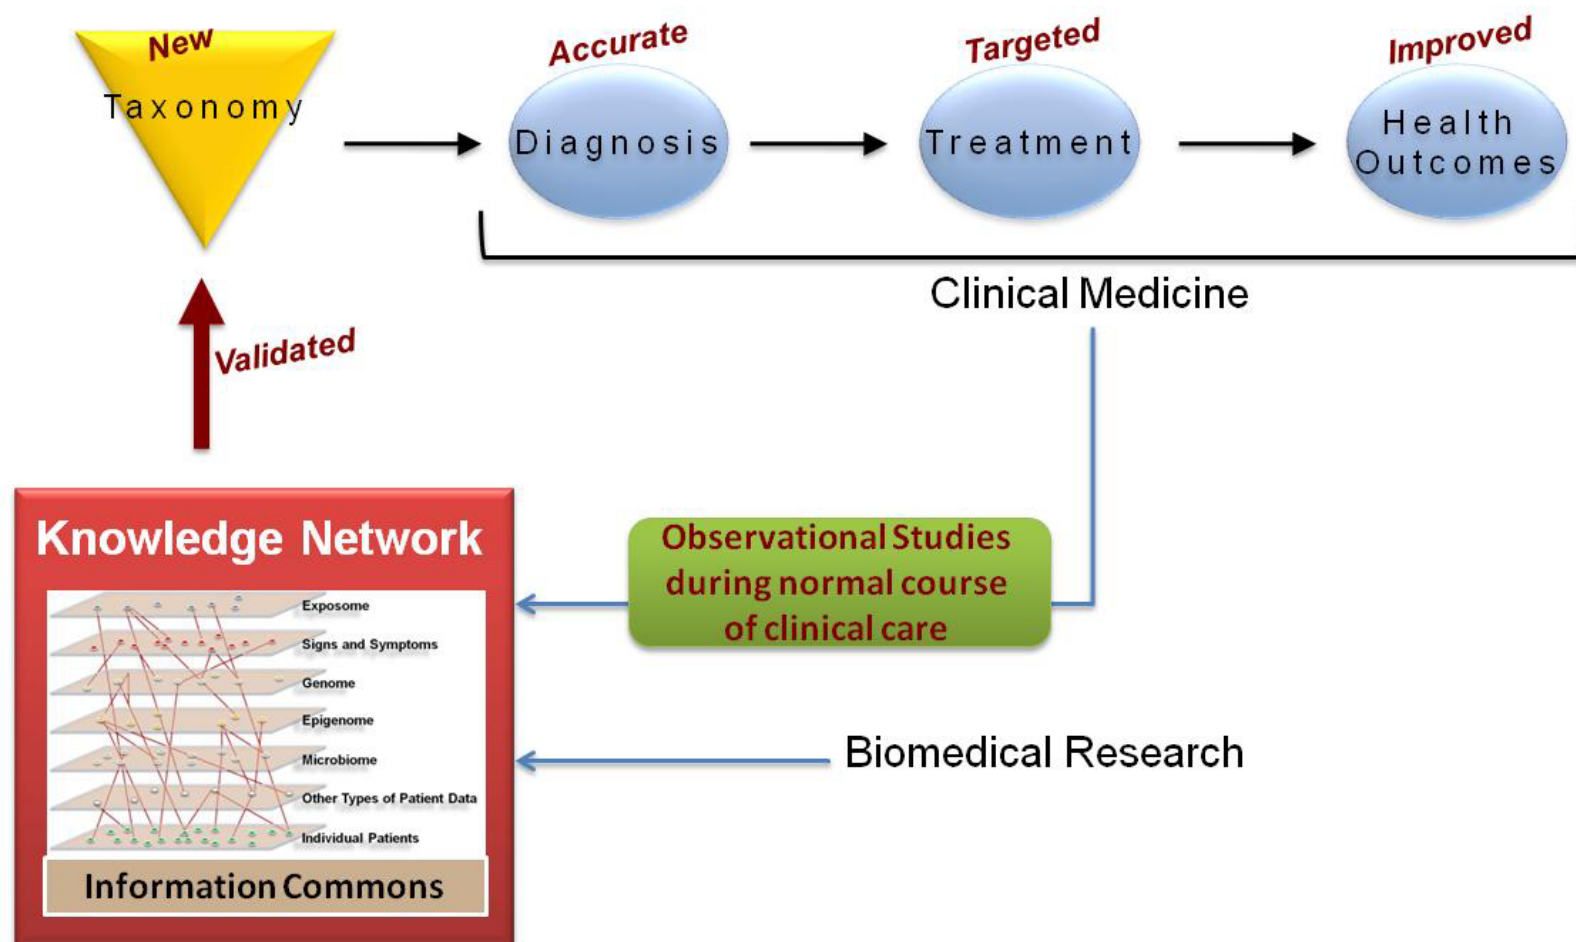 New
Taxonomy
Accurate
Diagnosis
Targeted
Treatment
Improved
Health
Outcomes
Clinical Medicine
Validated
Knowledge Network
Exposome
Signs and Symptoms
Genome
Epigenome
Microbiome
Other Types of Patient Data
Individual Patients
Information Commons
Observational Studies
during normal course
of clinical care
Biomedical Research